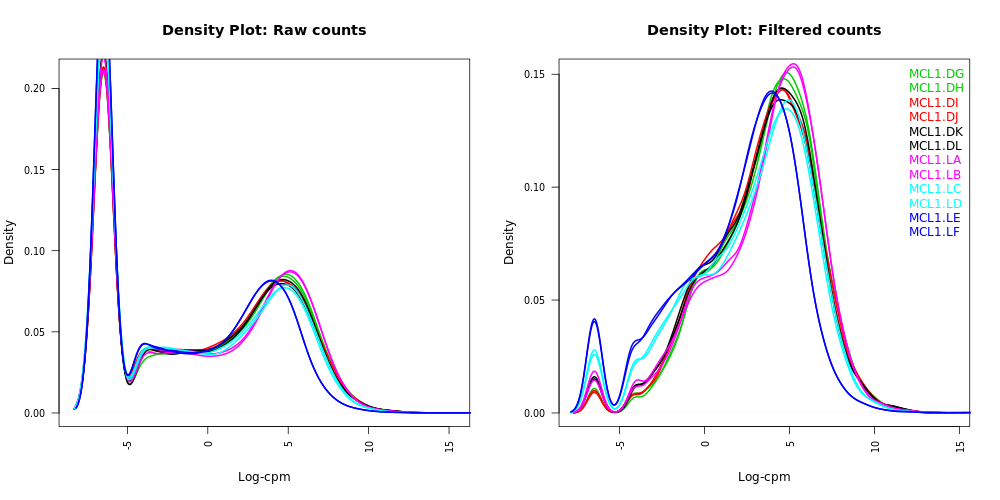 Density Plot: Raw counts
Density
0.20
0.15
0.10
0.05
0.00
-5
0
5
10
15
Log-cpm
Density Plot: Filtered counts
Density
0.15
0.10
0.05
0.00
-5
0
5
10
15
Log-cpm
MCL1.DG
MCL1.DH
MCL1.DI
MCL1.DJ
MCL1.DK
MCL1.DL
MCL1.LA
MCL1.LB
MCL1.LC
MCL1.LD
MCL1.LE
MCL1.LF